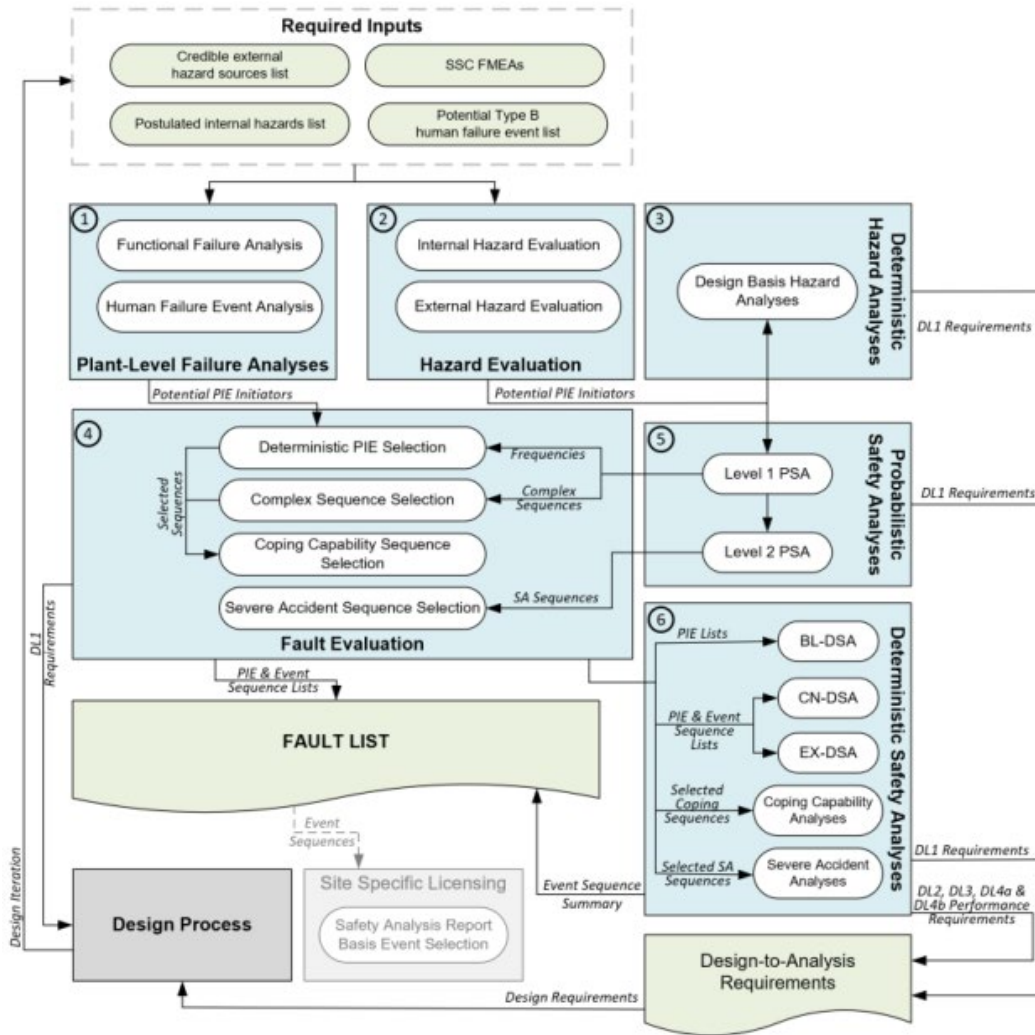 Required Inputs
Credible external
hazard sources list
SSC FMEAs
Postulated internal hazards list
Potential Type B
human failure event list
1
Functional Failure Analysis
Human Failure Event Analysis
Plant-Level Failure Analyses
2
Internal Hazard Evaluation
External Hazard Evaluation
Hazard Evaluation
3
Design Basis Hazard
Analyses
Deterministic
Hazard Analyses
DL1 Requirements
Potential PIE Initiators
Potential PIE Initiators
4
Deterministic PIE Selection
Complex Sequence Selection
Coping Capability Sequence
Selection
Severe Accident Sequence Selection
Fault Evaluation
Selected
Sequences
Frequencies
Complex
Sequences
SA Sequences
5
Level 1 PSA
Level 2 PSA
Probabilistic
Safety Analyses
DL1 Requirements
DL1
Requirements
PIE & Event
Sequence Lists
6
PIE Lists
BL-DSA
PIE & Event
Sequence
Lists
CN-DSA
EX-DSA
Selected
Coping
Sequences
Coping Capability
Analyses
Selected SA
Sequences
Severe Accident
Analyses
Deterministic Safety Analyses
DL1 Requirements
DL2, DL3, DL4a &
DL4b Performance
Requirements
FAULT LIST
Event
Sequences
Event Sequence
Summary
Design Iteration
Design Process
Site Specific Licensing
Safety Analysis Report
Basis Event Selection
Design-to-Analysis
Requirements
Design Requirements